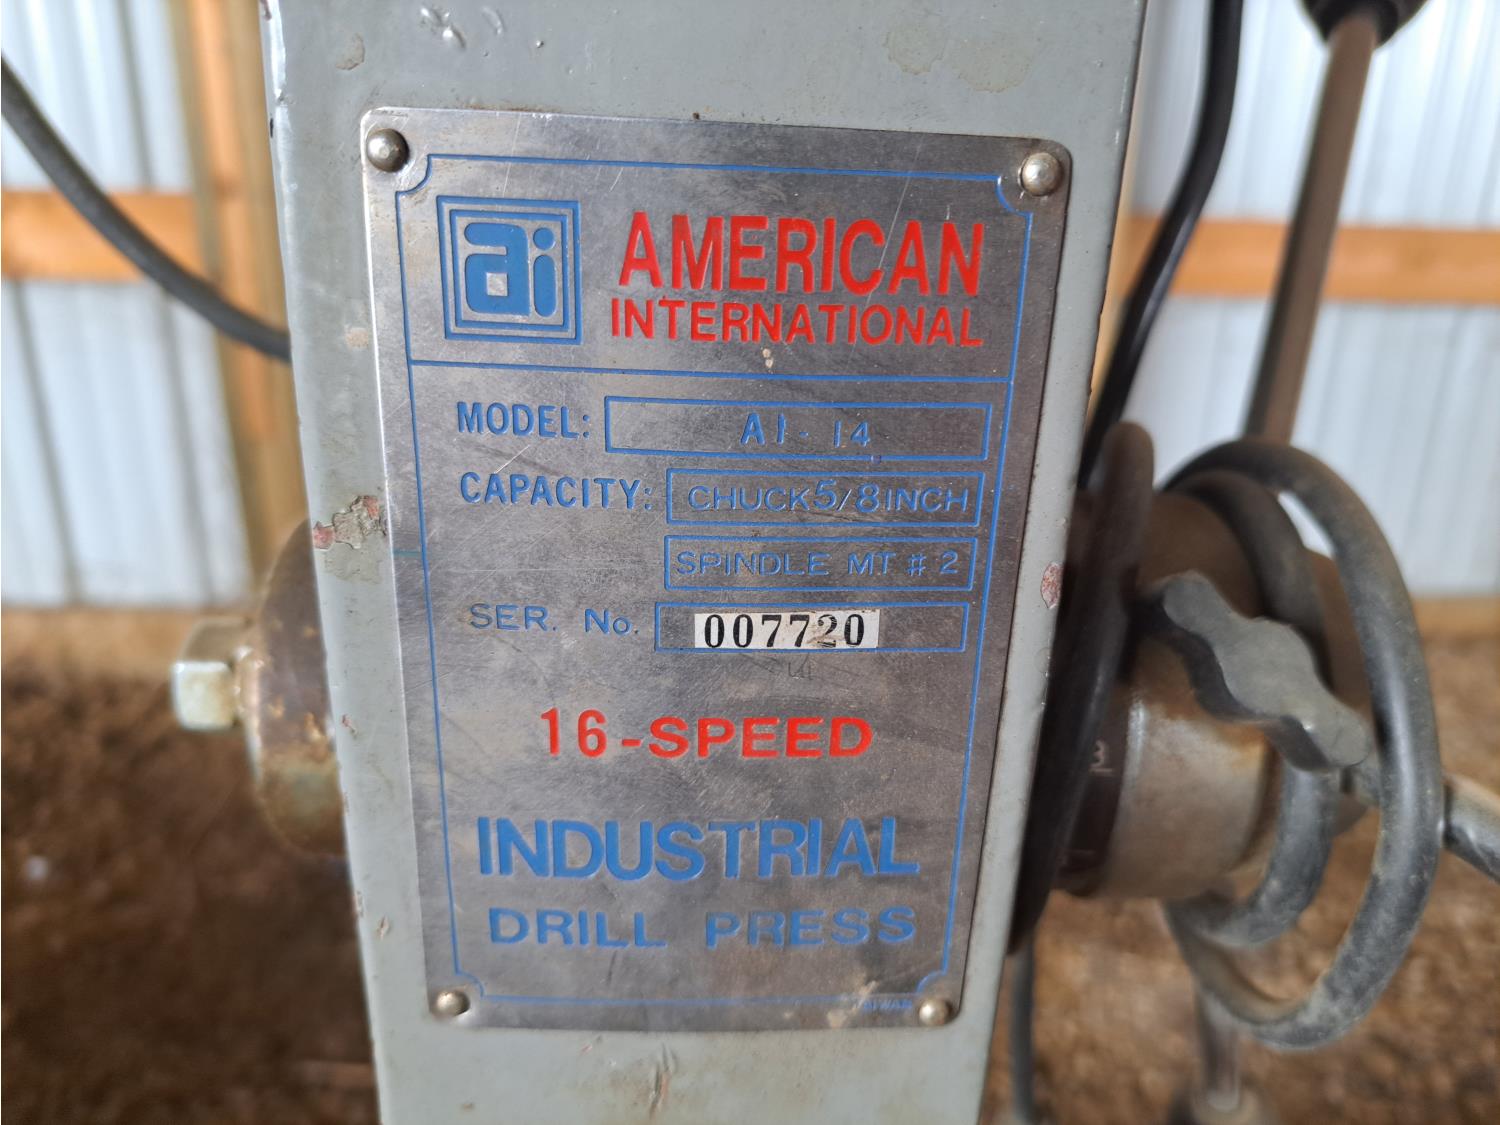 ai AMERICAN
INTERNATIONAL
MODEL: AI-14
CAPACITY: CHUCK 5/8 INCH
SPINDLE MT # 2
SER. No. 007720
16-SPEED
INDUSTRIAL
DRILL PRESS
TAIWAN